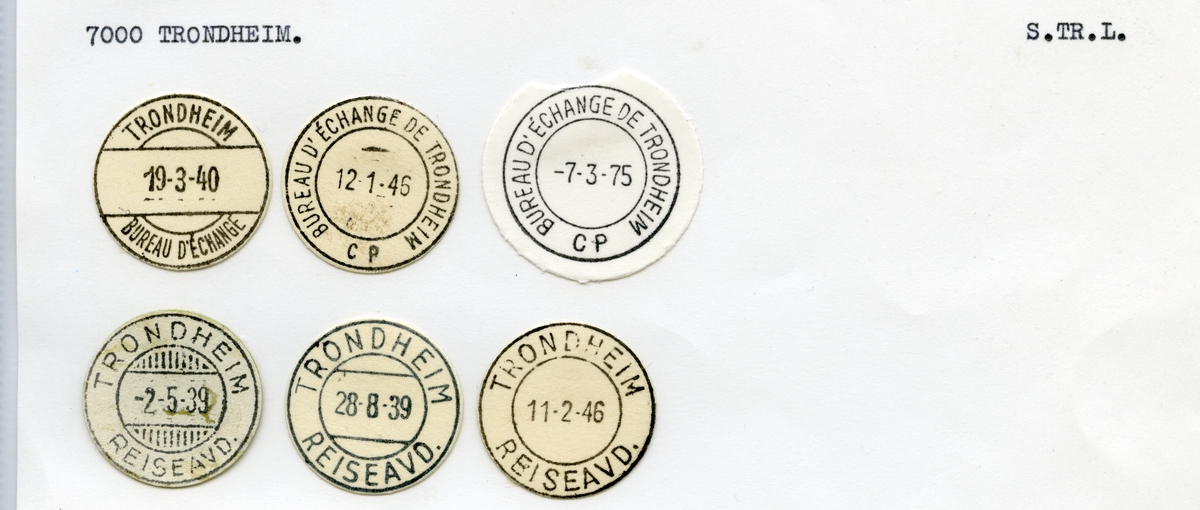 7000 TRONDHEIM. S.TR.L.
TRONDHEIM
19-3-40
BUREAU D'ÉCHANGE
BUREAU D'ÉCHANGE DE TRONDHEIM
12-1-46
C P
BUREAU D'ÉCHANGE DE TRONDHEIM
-7-3-75
CP
TRONDHEIM
-2-5-39
REISEAVD.
TRONDHEIM
28-8-39
REISEAVD.
TRONDHEIM
11-2-46
REISEAVD.